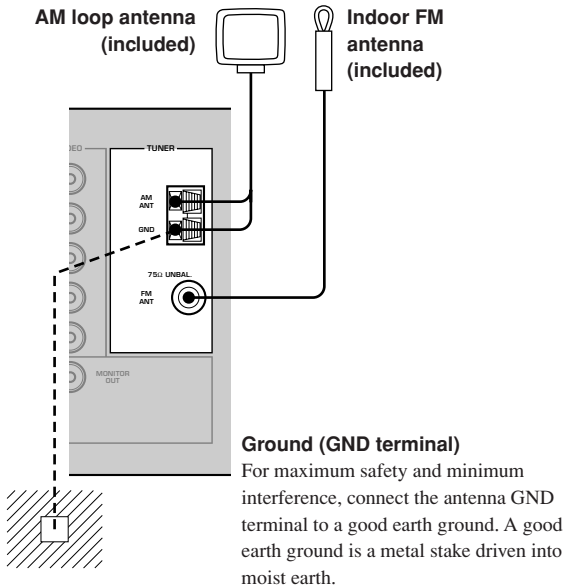 AM loop antenna
(included)
Indoor FM
antenna
(included)
TUNER
AM
ANT
GND
75Ω UNBAL.
FM
ANT
MONITOR
OUT
Ground (GND terminal)
For maximum safety and minimum
interference, connect the antenna GND
terminal to a good earth ground. A good
earth ground is a metal stake driven into
moist earth.